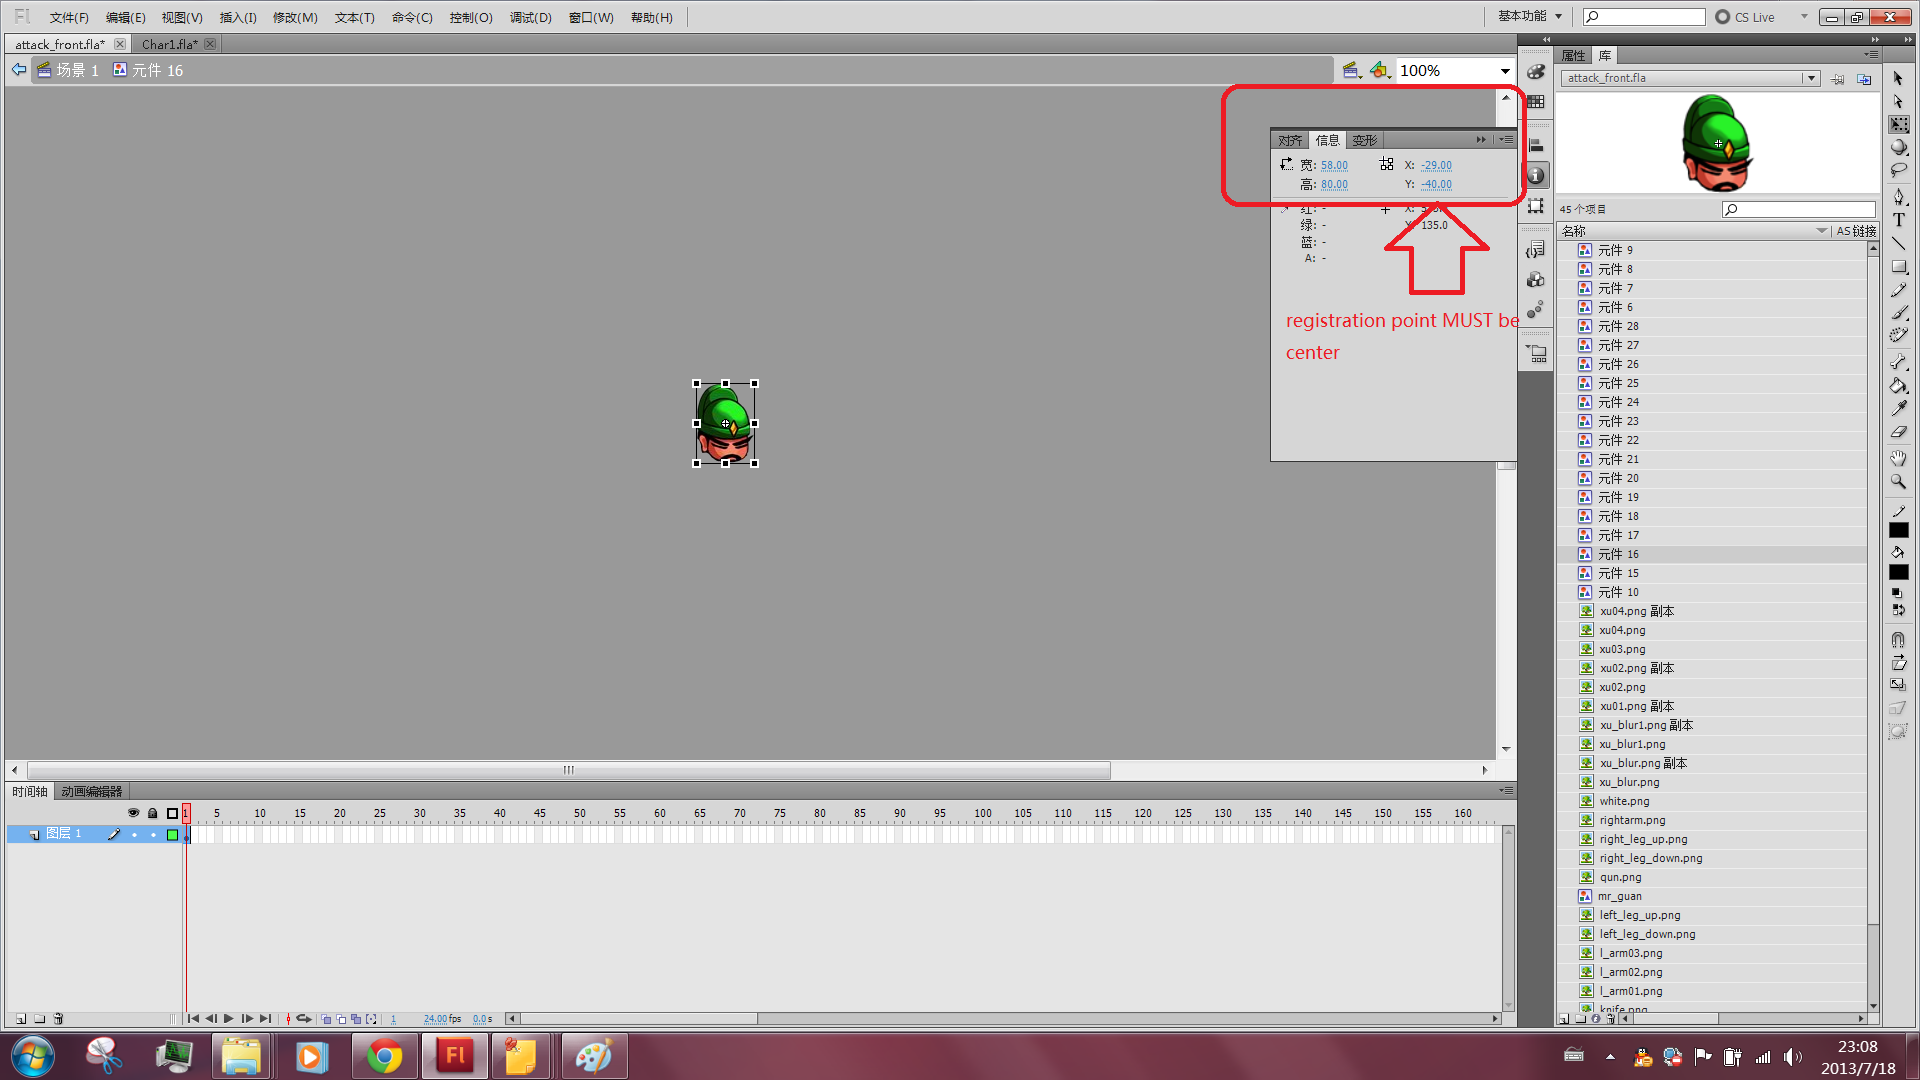 Fl 文件(F) 编辑(E) 视图(V) 插入(I) 修改(M) 文本(T) 命令(C) 控制(O) 调试(D) 窗口(W) 帮助(H) 基本功能 CS Live
attack_front.fla* Char1.fla*
场景 1 元件 16 100%
对齐 信息 变形
宽: 58.00 X: -29.00
高: 80.00 Y: -40.00
红: -
绿: - 135.0
蓝: -
A: -
registration point MUST be
center
属性 库
attack_front.fla
45 个项目
名称 AS 链接
元件 9
元件 8
元件 7
元件 6
元件 28
元件 27
元件 26
元件 25
元件 24
元件 23
元件 22
元件 21
元件 20
元件 19
元件 18
元件 17
元件 16
元件 15
元件 10
xu04.png 副本
xu04.png
xu03.png
xu02.png 副本
xu02.png
xu01.png 副本
xu_blur1.png 副本
xu_blur1.png
xu_blur.png 副本
xu_blur.png
white.png
rightarm.png
right_leg_up.png
right_leg_down.png
qun.png
mr_guan
left_leg_up.png
left_leg_down.png
l_arm03.png
l_arm02.png
l_arm01.png
knife.png
时间轴 动画编辑器
1 5 10 15 20 25 30 35 40 45 50 55 60 65 70 75 80 85 90 95 100 105 110 115 120 125 130 135 140 145 150 155 160
图层 1
1 24.00fps 0.0s
Fl
23:08
2013/7/18